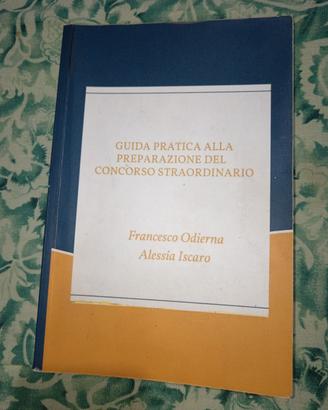 GUIDA PRATICA ALLA
PREPARAZIONE DEL
CONCORSO STRAORDINARIO
Francesco Odierna
Alessia Iscaro